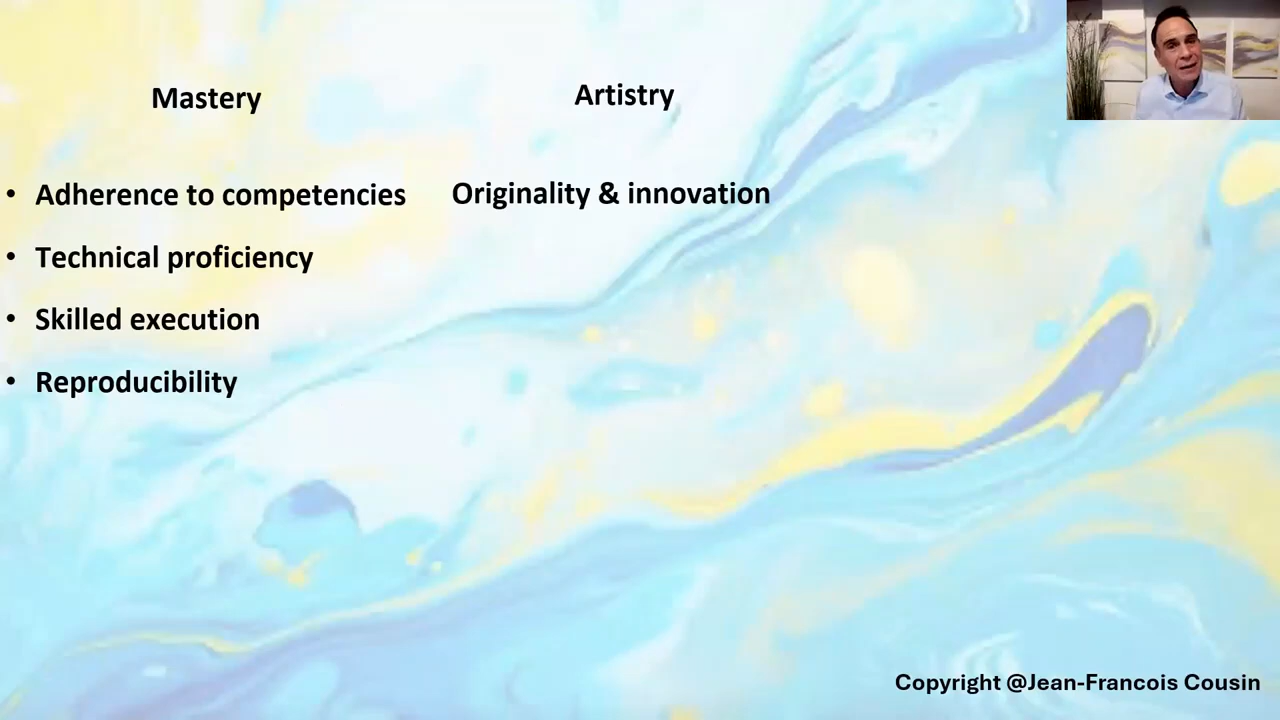 Mastery
Artistry
• Adherence to competencies
Originality & innovation
• Technical proficiency
• Skilled execution
• Reproducibility
Copyright @Jean-Francois Cousin